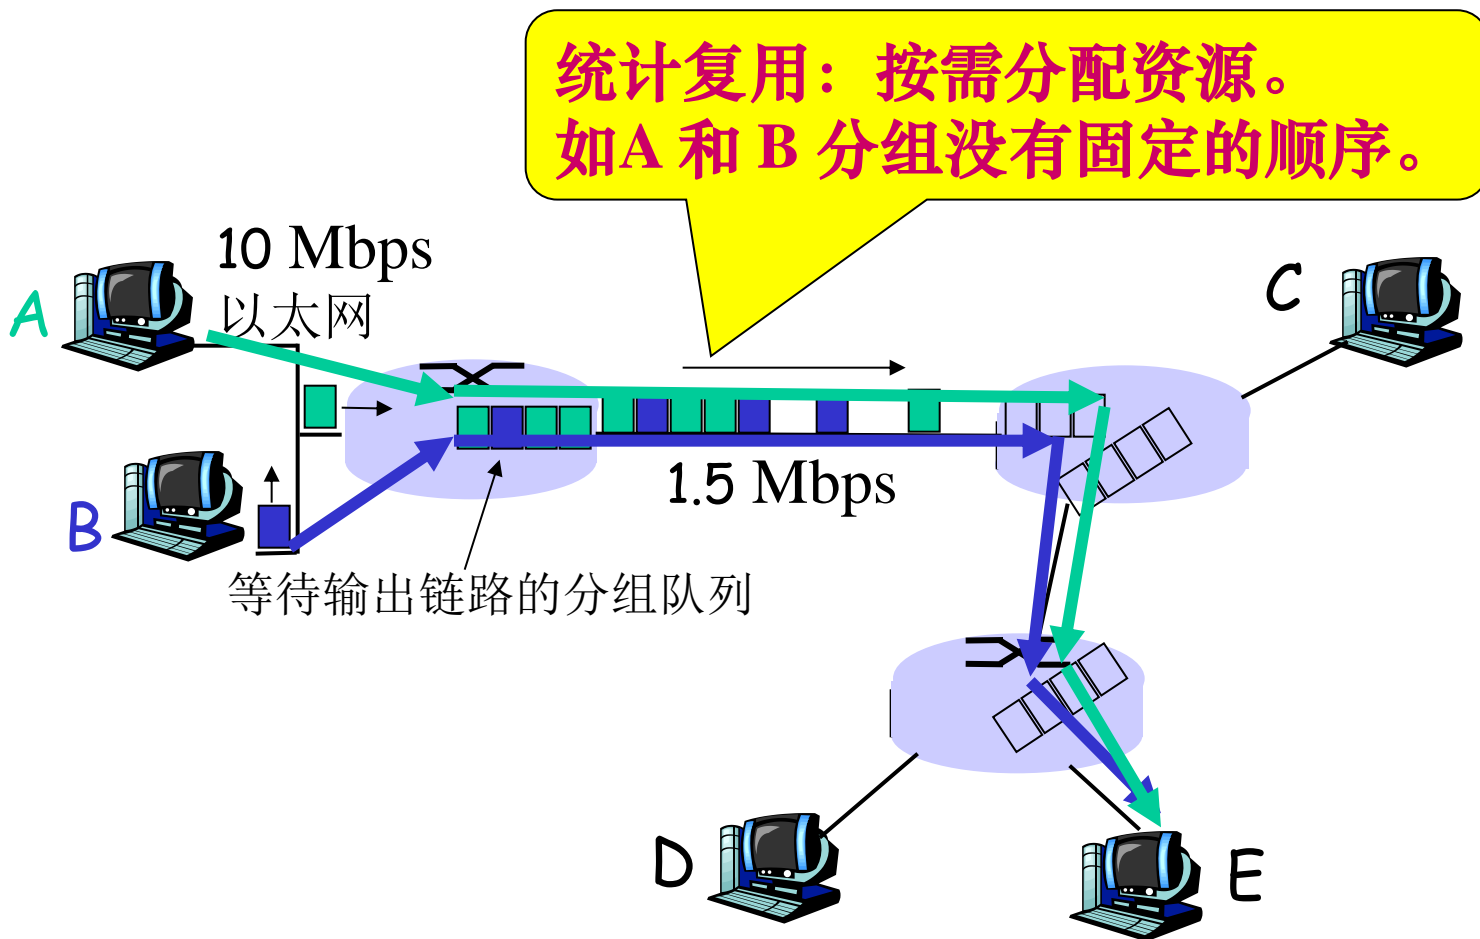 统计复用：按需分配资源。
如A 和 B 分组没有固定的顺序。
10 Mbps
以太网
A
C
1.5 Mbps
B
等待输出链路的分组队列
D
E